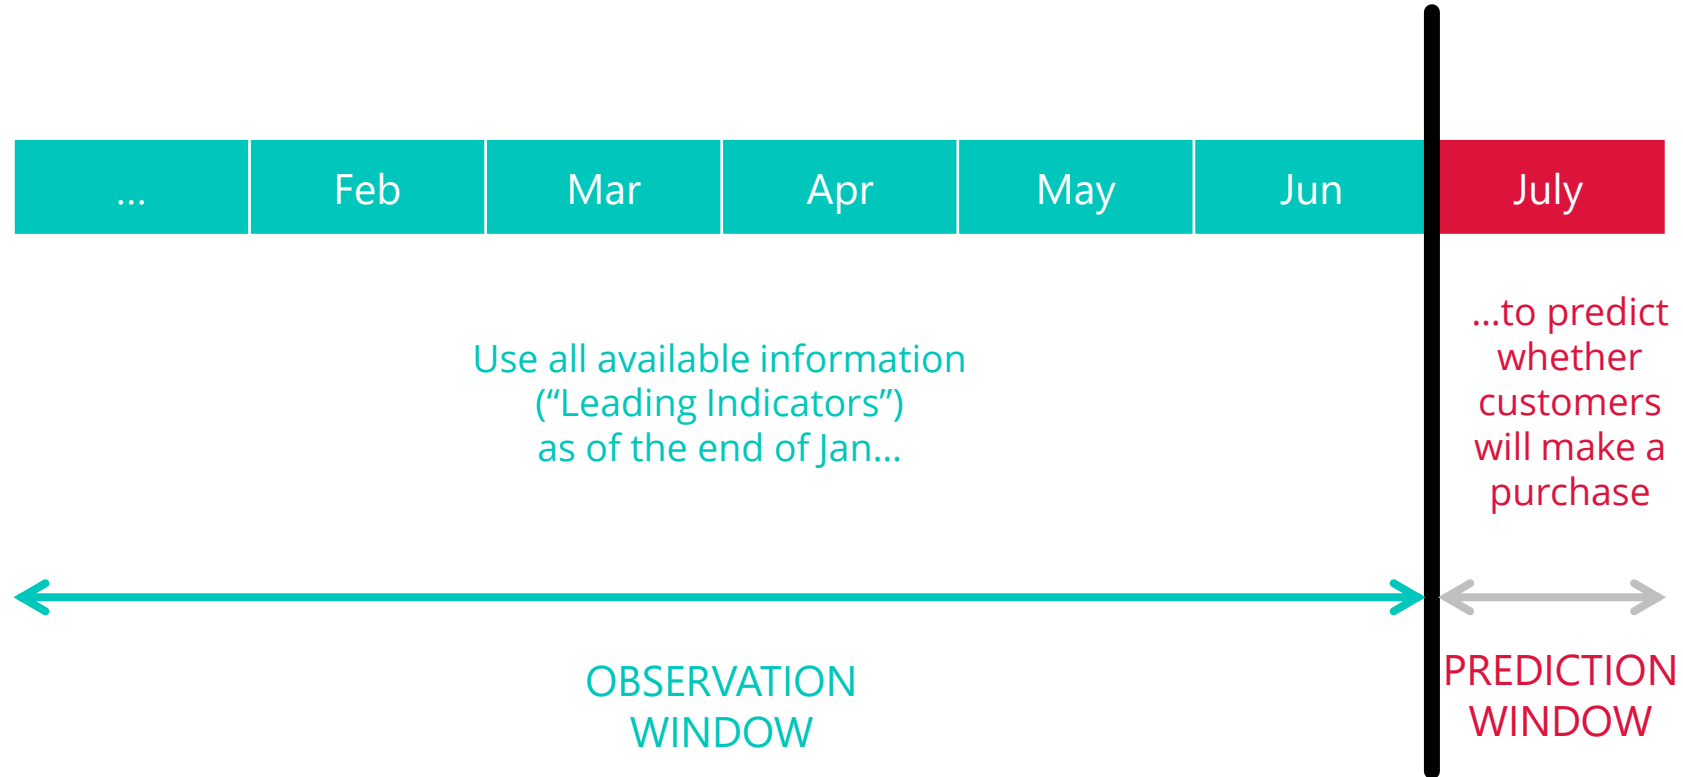 ... Feb Mar Apr May Jun July
Use all available information
(“Leading Indicators”)
as of the end of Jan...
...to predict
whether
customers
will make a
purchase
OBSERVATION
WINDOW
PREDICTION
WINDOW